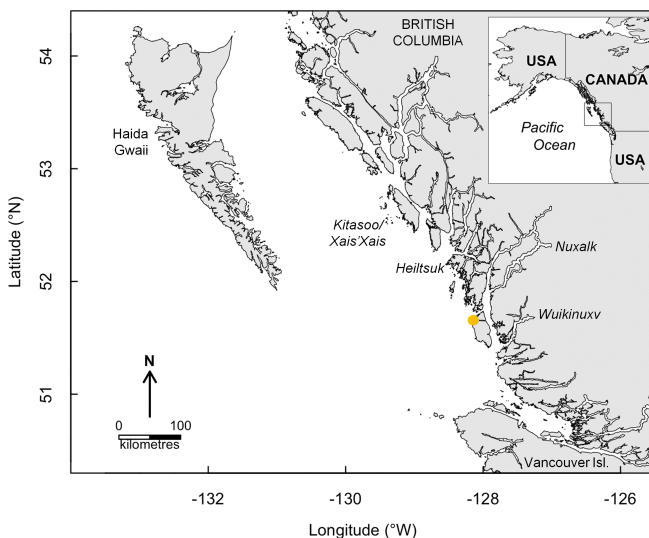 BRITISH
COLUMBIA
USA
CANADA
Pacific
Ocean
USA
Haida
Gwaii
Kitasoo/
Xais'Xais
Heiltsuk
Nuxalk
Wuikinuxv
N
0 100
kilometres
Vancouver Isl.
54
53
52
51
Latitude (°N)
-132 -130 -128 -126
Longitude (°W)